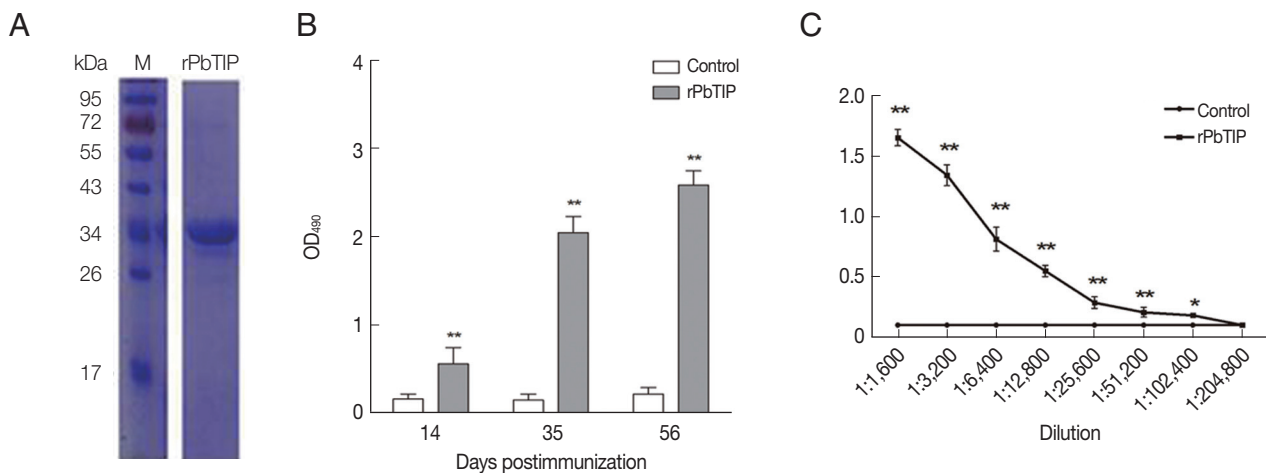 A
kDa M rPbTIP
95
72
55
43
34
26
17
B
Control
rPbTIP
OD490
4
3
2
1
0
** ** **
14 35 56
Days postimmunization
C
Control
rPbTIP
2.0
1.5
1.0
0.5
0
** ** ** ** ** ** *
1:1,600 1:3,200 1:6,400 1:12,800 1:25,600 1:51,200 1:102,400 1:204,800
Dilution